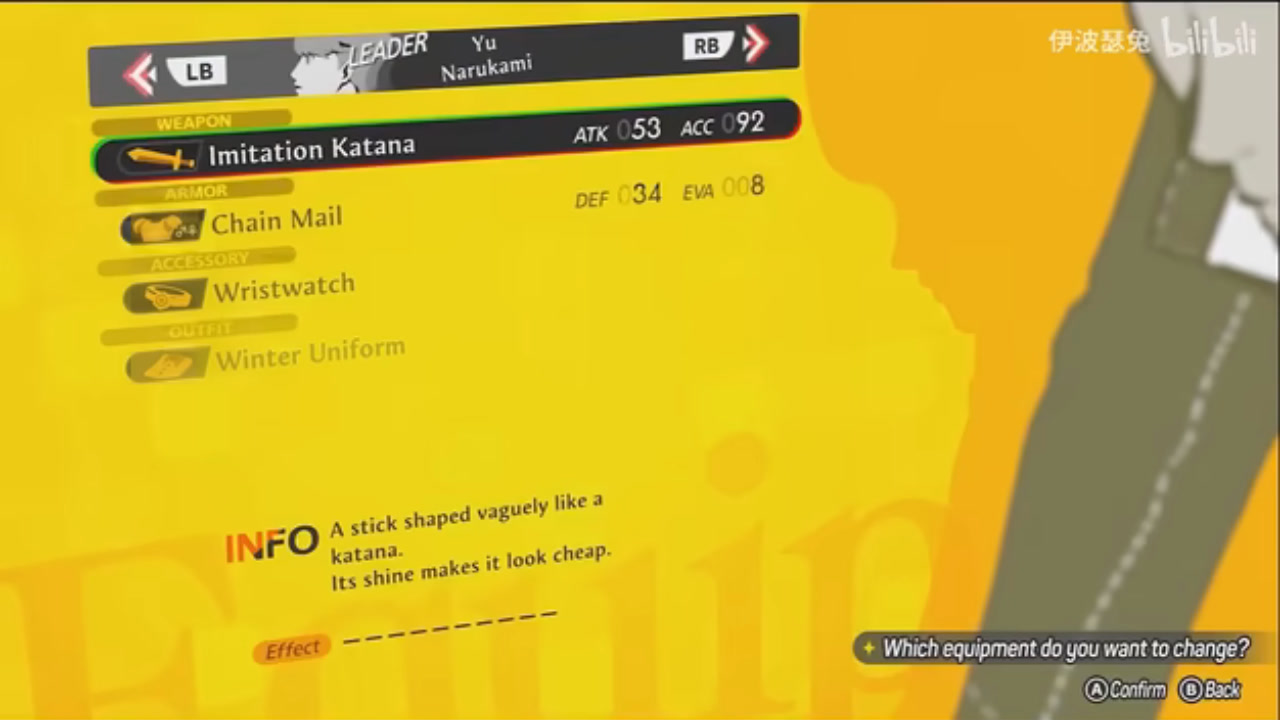 伊波瑟兔 bilibili
LB LEADER Yu Narukami RB
WEAPON
Imitation Katana ATK 053 ACC 092
ARMOR
Chain Mail DEF 034 EVA 008
ACCESSORY
Wristwatch
OUTFIT
Winter Uniform
Equip
INFO A stick shaped vaguely like a
katana.
Its shine makes it look cheap.
Effect ----------
Which equipment do you want to change?
A Confirm B Back